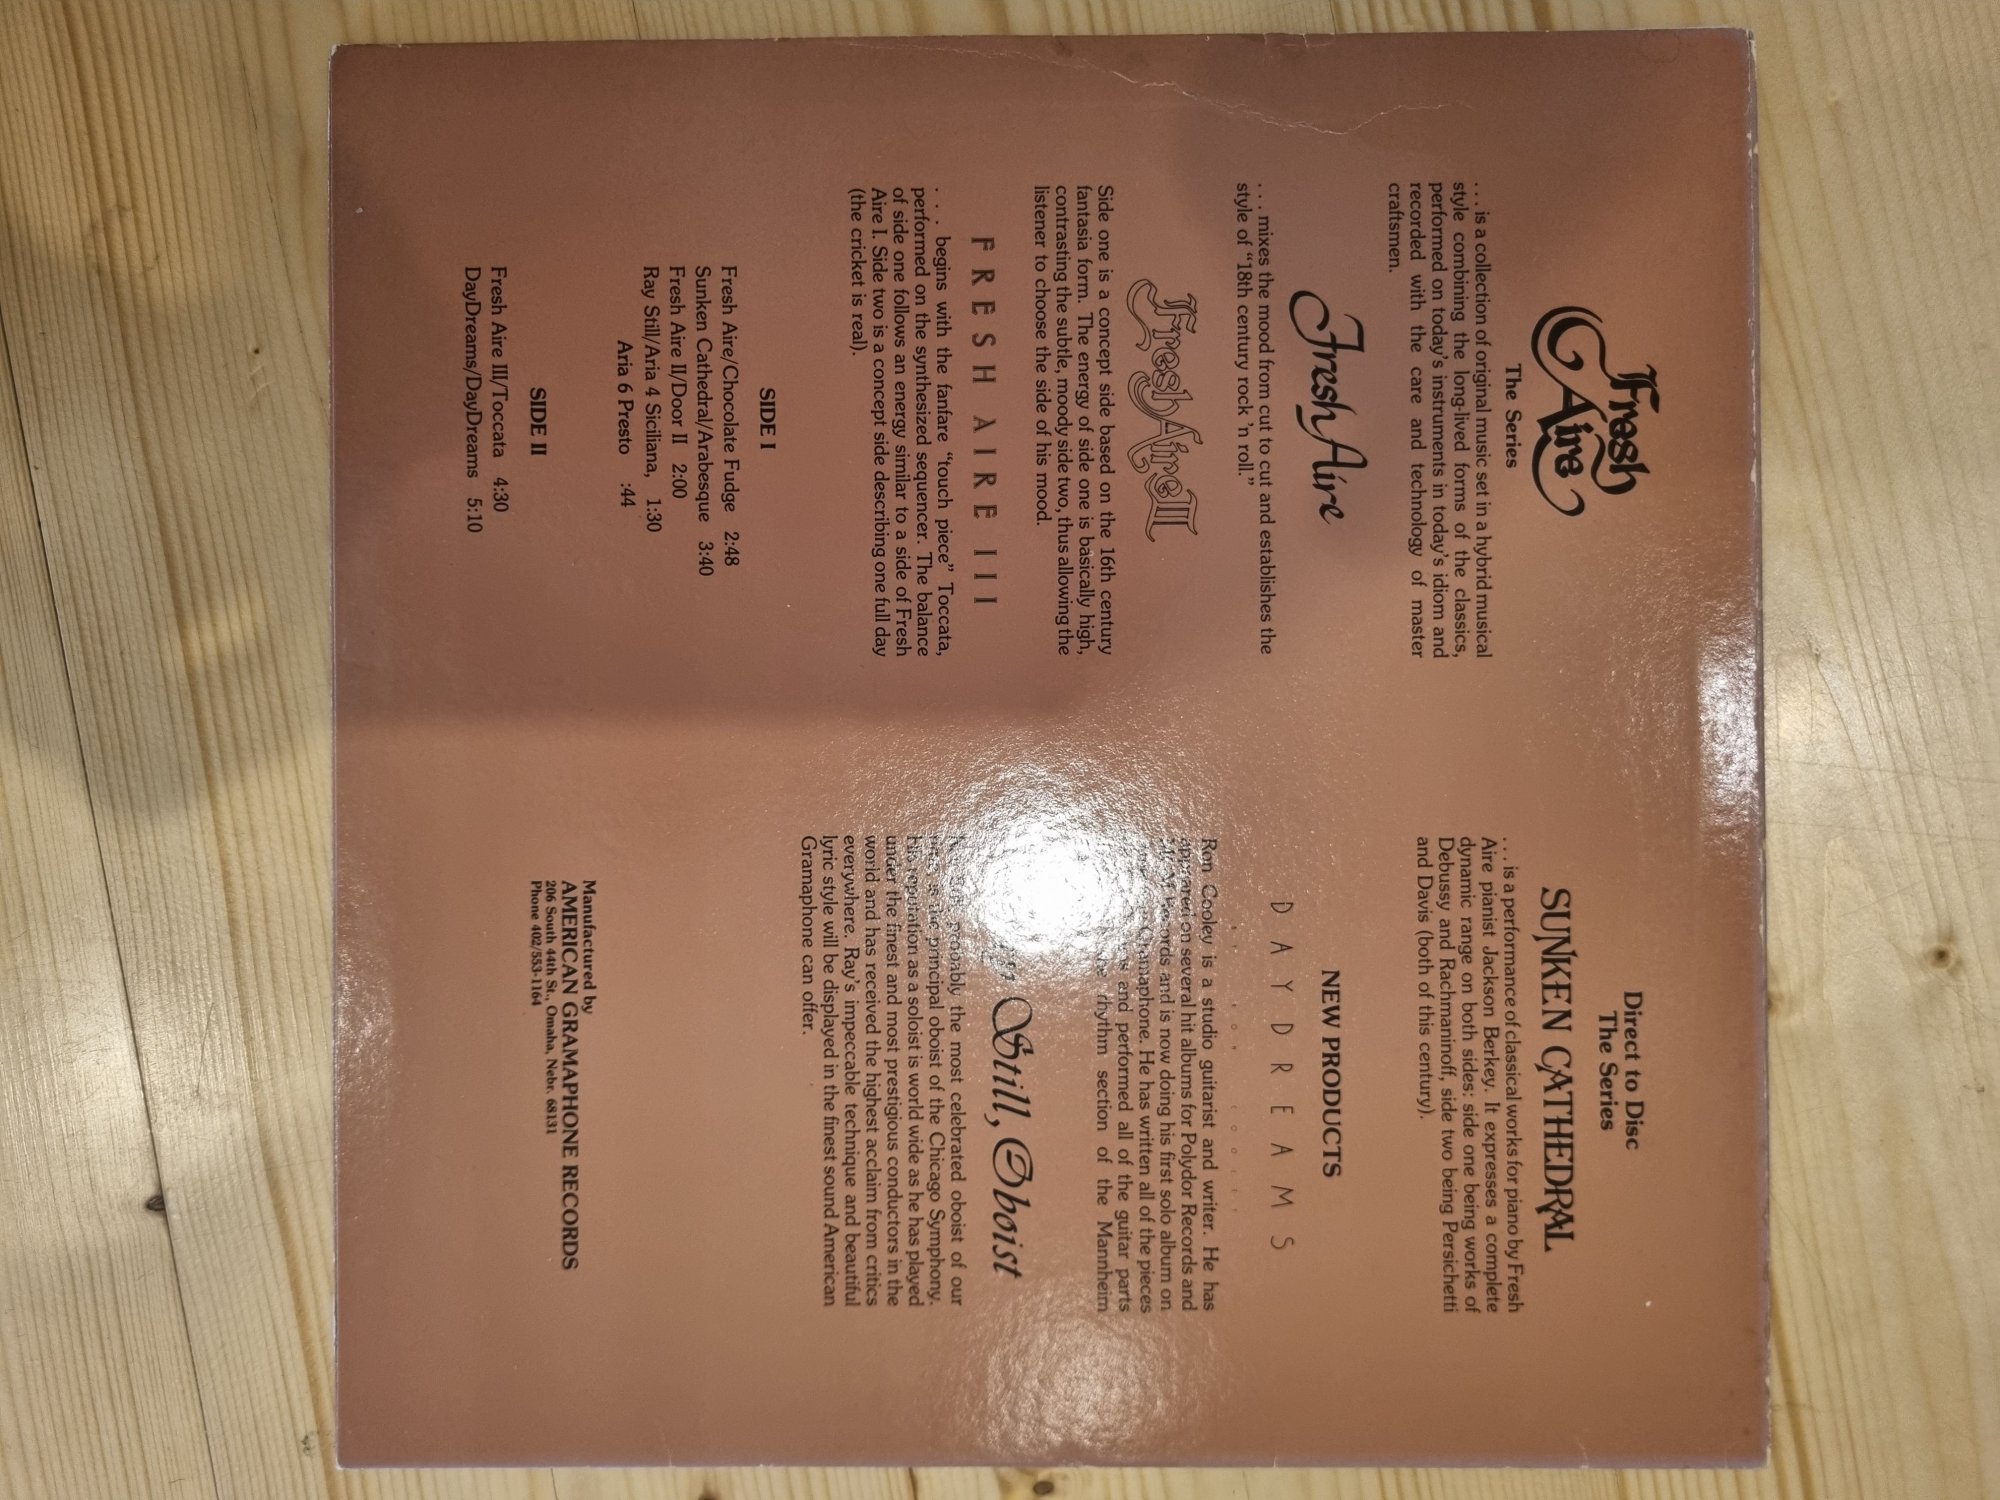 Fresh
Aire
The Series
. . . is a collection of original music set in a hybrid musical
style combining the long-lived forms of the classics,
performed on today's instruments in today's idiom and
recorded with the care and technology of master
craftsmen.
Fresh Aire
. . . mixes the mood from cut to cut and establishes the
style of "18th century rock 'n roll."
Fresh Aire II
Side one is a concept side based on the 16th century
fantasia form. The energy of side one is basically high,
contrasting the subtle, moody side two, thus allowing the
listener to choose the side of his mood.
FRESH AIRE III
. . . begins with the fanfare "touch piece" Toccata,
performed on the synthesized sequencer. The balance
of side one follows an energy similar to a side of Fresh
Aire I. Side two is a concept side describing one full day
(the cricket is real).
SIDE I
Fresh Aire/Chocolate Fudge 2:48
Sunken Cathedral/Arabesque 3:40
Fresh Aire II/Door II 2:00
Ray Still/Aria 4 Siciliana, 1:30
Aria 6 Presto :44
SIDE II
Fresh Aire III/Toccata 4:30
DayDreams/DayDreams 5:10
Direct to Disc
The Series
SUNKEN CATHEDRAL
. . . is a performance of classical works for piano by Fresh
Aire pianist Jackson Berkey. It expresses a complete
dynamic range on both sides; side one being works of
Debussy and Rachmaninoff, side two being Persichetti
and Davis (both of this century).
NEW PRODUCTS
DAYDREAMS
Ron Cooley is a studio guitarist and writer. He has
appeared on several hit albums for Polydor Records and
Records and is now doing his first solo album on
Gramaphone. He has written all of the pieces
and performed all of the guitar parts
rhythm section of the Mannheim
Still, Oboist
probably the most celebrated oboist of our
is the principal oboist of the Chicago Symphony.
His reputation as a soloist is world wide as he has played
under the finest and most prestigious conductors in the
world and has received the highest acclaim from critics
everywhere. Ray's impeccable technique and beautiful
lyric style will be displayed in the finest sound American
Gramaphone can offer.
Manufactured by
AMERICAN GRAMAPHONE RECORDS
206 South 44th St., Omaha, Nebr. 68131
Phone 402/553-1164